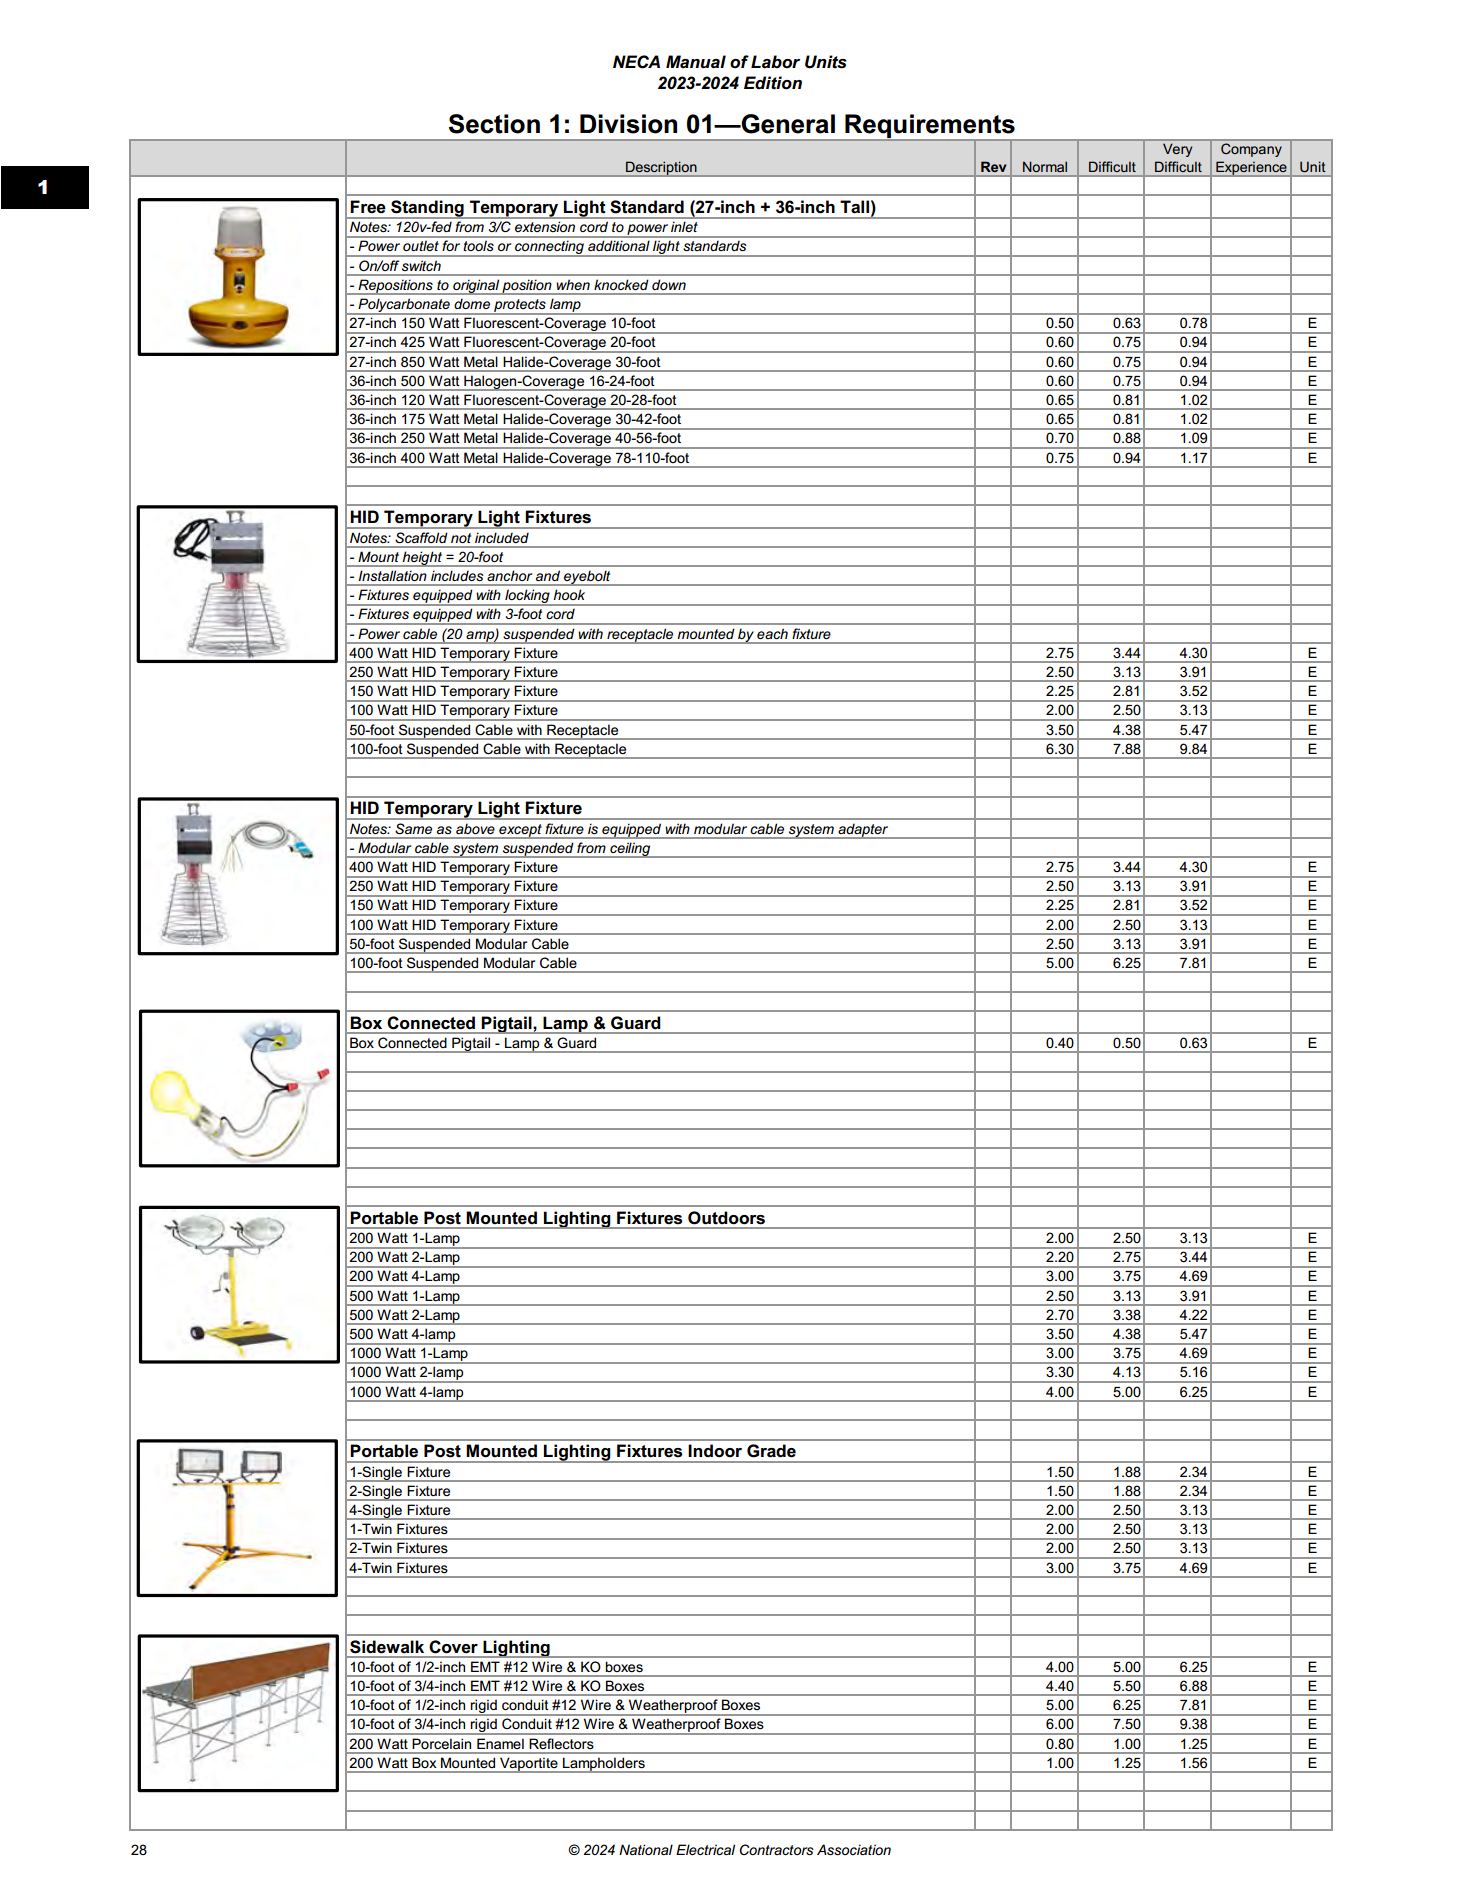 NECA Manual of Labor Units
2023-2024 Edition
Section 1: Division 01—General Requirements
Description Rev Normal Difficult Very Difficult Company Experience Unit
1
Free Standing Temporary Light Standard (27-inch + 36-inch Tall)
Notes: 120v-fed from 3/C extension cord to power inlet
- Power outlet for tools or connecting additional light standards
- On/off switch
- Repositions to original position when knocked down
- Polycarbonate dome protects lamp
27-inch 150 Watt Fluorescent-Coverage 10-foot 0.50 0.63 0.78 E
27-inch 425 Watt Fluorescent-Coverage 20-foot 0.60 0.75 0.94 E
27-inch 850 Watt Metal Halide-Coverage 30-foot 0.60 0.75 0.94 E
36-inch 500 Watt Halogen-Coverage 16-24-foot 0.60 0.75 0.94 E
36-inch 120 Watt Fluorescent-Coverage 20-28-foot 0.65 0.81 1.02 E
36-inch 175 Watt Metal Halide-Coverage 30-42-foot 0.65 0.81 1.02 E
36-inch 250 Watt Metal Halide-Coverage 40-56-foot 0.70 0.88 1.09 E
36-inch 400 Watt Metal Halide-Coverage 78-110-foot 0.75 0.94 1.17 E
HID Temporary Light Fixtures
Notes: Scaffold not included
- Mount height = 20-foot
- Installation includes anchor and eyebolt
- Fixtures equipped with locking hook
- Fixtures equipped with 3-foot cord
- Power cable (20 amp) suspended with receptacle mounted by each fixture
400 Watt HID Temporary Fixture 2.75 3.44 4.30 E
250 Watt HID Temporary Fixture 2.50 3.13 3.91 E
150 Watt HID Temporary Fixture 2.25 2.81 3.52 E
100 Watt HID Temporary Fixture 2.00 2.50 3.13 E
50-foot Suspended Cable with Receptacle 3.50 4.38 5.47 E
100-foot Suspended Cable with Receptacle 6.30 7.88 9.84 E
HID Temporary Light Fixture
Notes: Same as above except fixture is equipped with modular cable system adapter
- Modular cable system suspended from ceiling
400 Watt HID Temporary Fixture 2.75 3.44 4.30 E
250 Watt HID Temporary Fixture 2.50 3.13 3.91 E
150 Watt HID Temporary Fixture 2.25 2.81 3.52 E
100 Watt HID Temporary Fixture 2.00 2.50 3.13 E
50-foot Suspended Modular Cable 2.50 3.13 3.91 E
100-foot Suspended Modular Cable 5.00 6.25 7.81 E
Box Connected Pigtail, Lamp & Guard
Box Connected Pigtail - Lamp & Guard 0.40 0.50 0.63 E
Portable Post Mounted Lighting Fixtures Outdoors
200 Watt 1-Lamp 2.00 2.50 3.13 E
200 Watt 2-Lamp 2.20 2.75 3.44 E
200 Watt 4-Lamp 3.00 3.75 4.69 E
500 Watt 1-Lamp 2.50 3.13 3.91 E
500 Watt 2-Lamp 2.70 3.38 4.22 E
500 Watt 4-lamp 3.50 4.38 5.47 E
1000 Watt 1-Lamp 3.00 3.75 4.69 E
1000 Watt 2-lamp 3.30 4.13 5.16 E
1000 Watt 4-lamp 4.00 5.00 6.25 E
Portable Post Mounted Lighting Fixtures Indoor Grade
1-Single Fixture 1.50 1.88 2.34 E
2-Single Fixture 1.50 1.88 2.34 E
4-Single Fixture 2.00 2.50 3.13 E
1-Twin Fixtures 2.00 2.50 3.13 E
2-Twin Fixtures 2.00 2.50 3.13 E
4-Twin Fixtures 3.00 3.75 4.69 E
Sidewalk Cover Lighting
10-foot of 1/2-inch EMT #12 Wire & KO boxes 4.00 5.00 6.25 E
10-foot of 3/4-inch EMT #12 Wire & KO Boxes 4.40 5.50 6.88 E
10-foot of 1/2-inch rigid conduit #12 Wire & Weatherproof Boxes 5.00 6.25 7.81 E
10-foot of 3/4-inch rigid Conduit #12 Wire & Weatherproof Boxes 6.00 7.50 9.38 E
200 Watt Porcelain Enamel Reflectors 0.80 1.00 1.25 E
200 Watt Box Mounted Vaportite Lampholders 1.00 1.25 1.56 E
28 © 2024 National Electrical Contractors Association